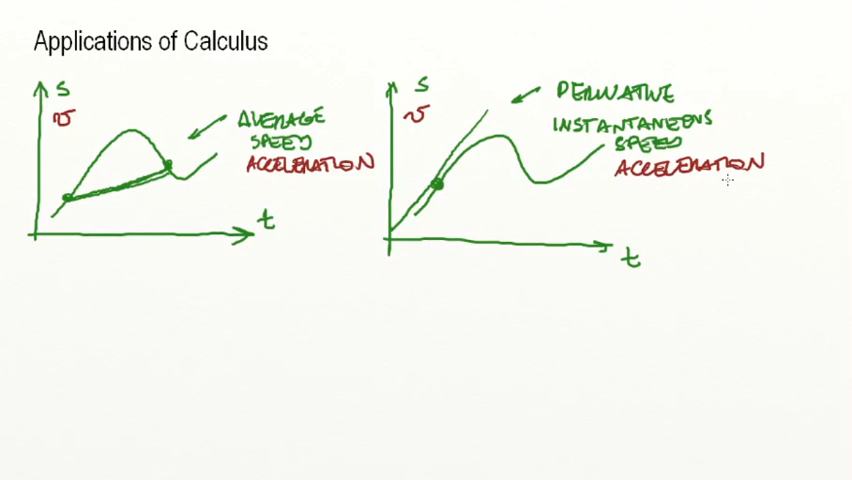 Applications of Calculus
s
v
AVERAGE
SPEED
ACCELERATION
t
s
v
DERIVATIVE
INSTANTANEOUS
SPEED
ACCELERATION
t